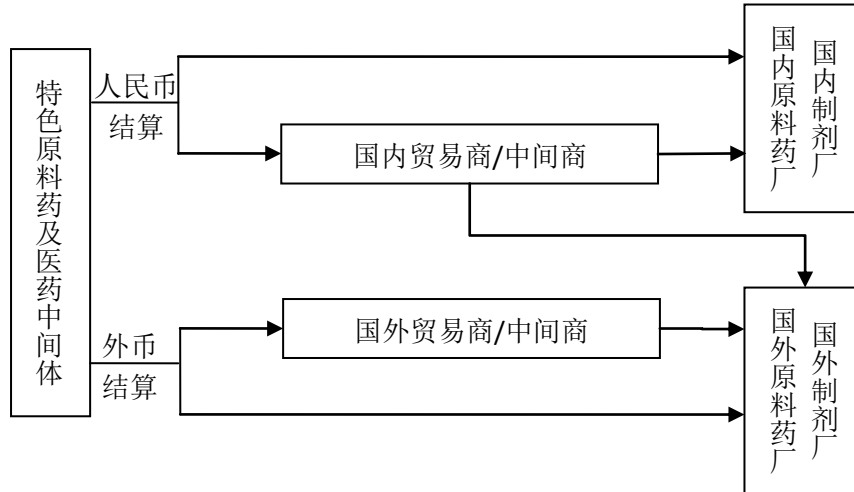 特色原料药及医药中间体
人民币
结算
国内贸易商/中间商
国内原料药厂
国内制剂厂
外币
结算
国外贸易商/中间商
国外原料药厂
国外制剂厂